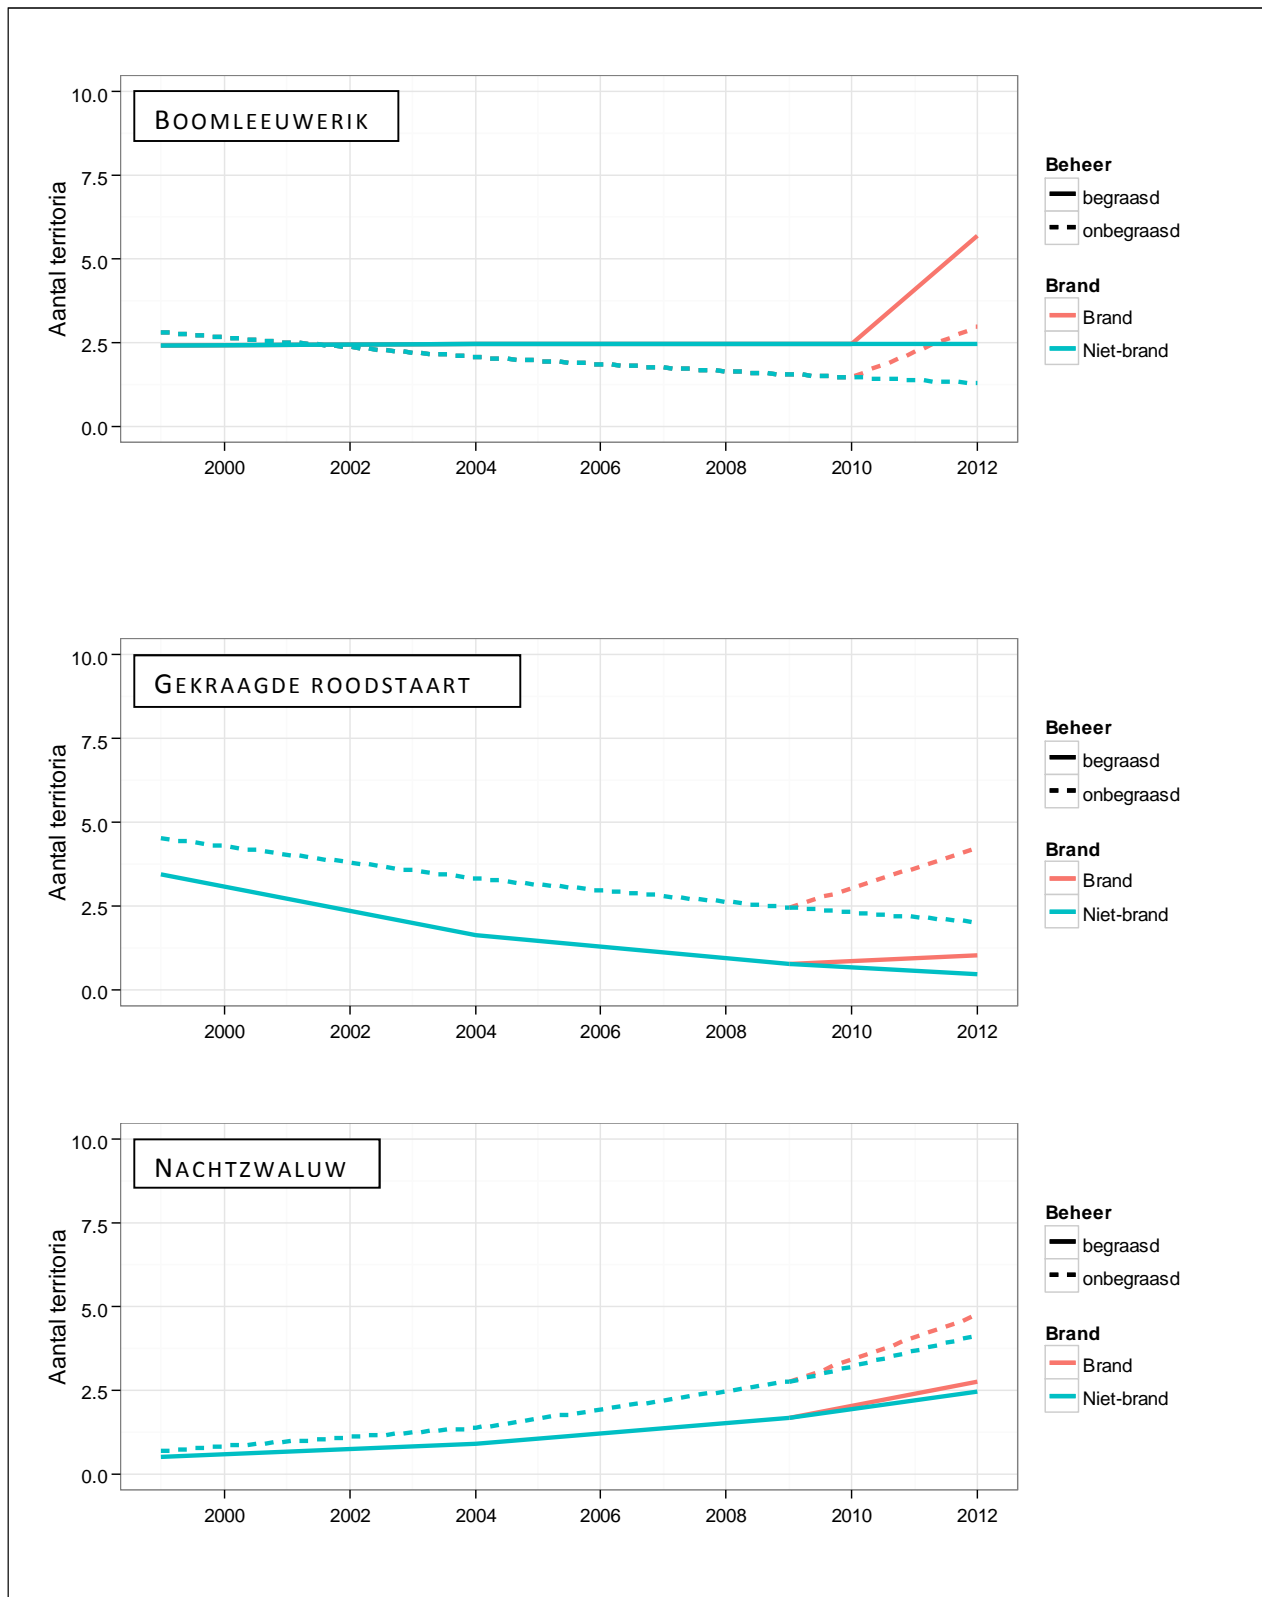 BOOMLEEUWERIK
Aantal territoria
10.0
7.5
5.0
2.5
0.0
2000 2002 2004 2006 2008 2010 2012
Beheer
begraasd
onbegraasd
Brand
Brand
Niet-brand
GEKRAAGDE ROODSTAART
Aantal territoria
10.0
7.5
5.0
2.5
0.0
2000 2002 2004 2006 2008 2010 2012
Beheer
begraasd
onbegraasd
Brand
Brand
Niet-brand
NACHTZWALUW
Aantal territoria
10.0
7.5
5.0
2.5
0.0
2000 2002 2004 2006 2008 2010 2012
Beheer
begraasd
onbegraasd
Brand
Brand
Niet-brand